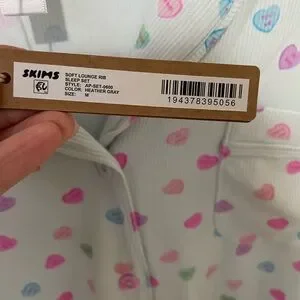 SKIMS
SOFT LOUNGE RIB
SLEEP SET
STYLE: AP-SET-0600
COLOR: HEATHER GRAY
SIZE: M
194378395056